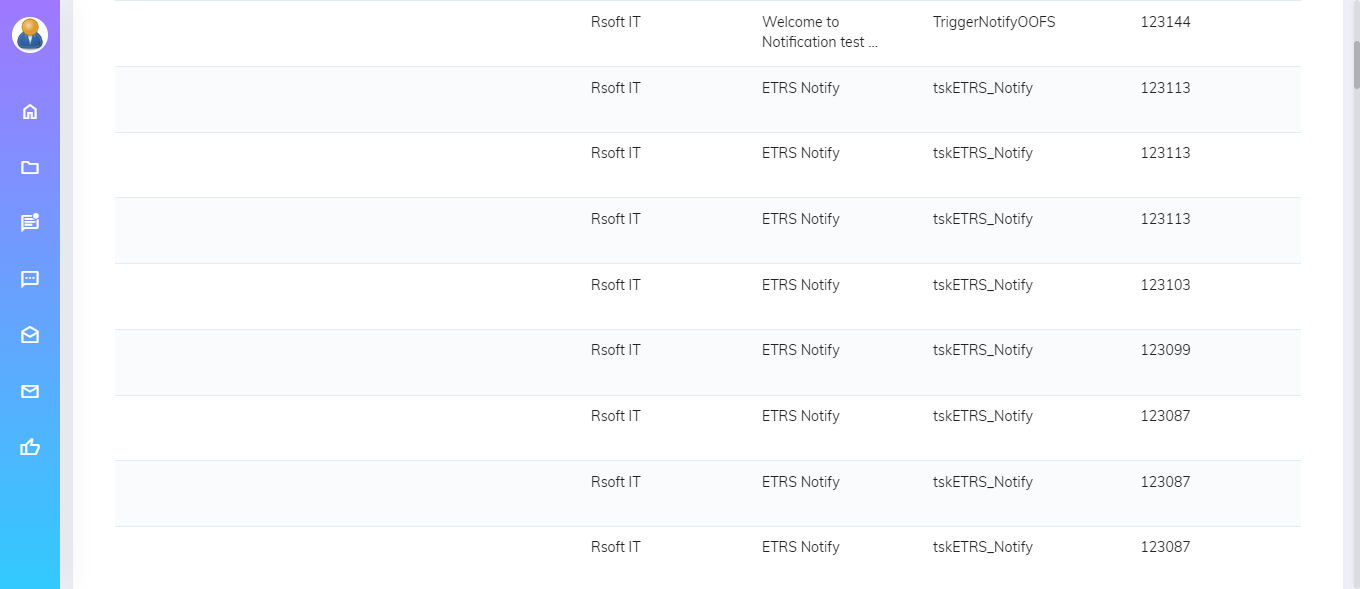 Rsoft IT Welcome to TriggerNotifyOOFS 123144
Notification test ...
Rsoft IT ETRS Notify tskETRS_Notify 123113
Rsoft IT ETRS Notify tskETRS_Notify 123113
Rsoft IT ETRS Notify tskETRS_Notify 123113
Rsoft IT ETRS Notify tskETRS_Notify 123103
Rsoft IT ETRS Notify tskETRS_Notify 123099
Rsoft IT ETRS Notify tskETRS_Notify 123087
Rsoft IT ETRS Notify tskETRS_Notify 123087
Rsoft IT ETRS Notify tskETRS_Notify 123087